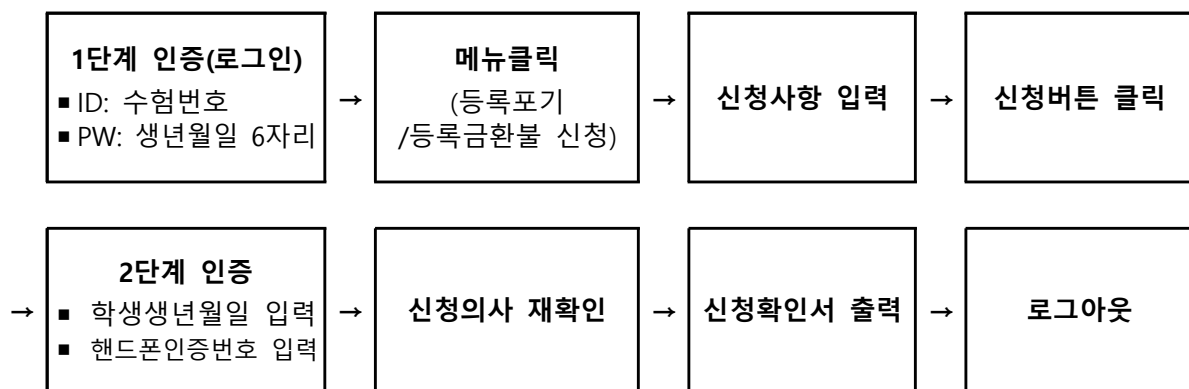 1단계 인증(로그인)
■ ID: 수험번호
■ PW: 생년월일 6자리
→
메뉴클릭
(등록포기
/등록금환불 신청)
→
신청사항 입력
→
신청버튼 클릭
→
2단계 인증
■ 학생생년월일 입력
■ 핸드폰인증번호 입력
→
신청의사 재확인
→
신청확인서 출력
→
로그아웃